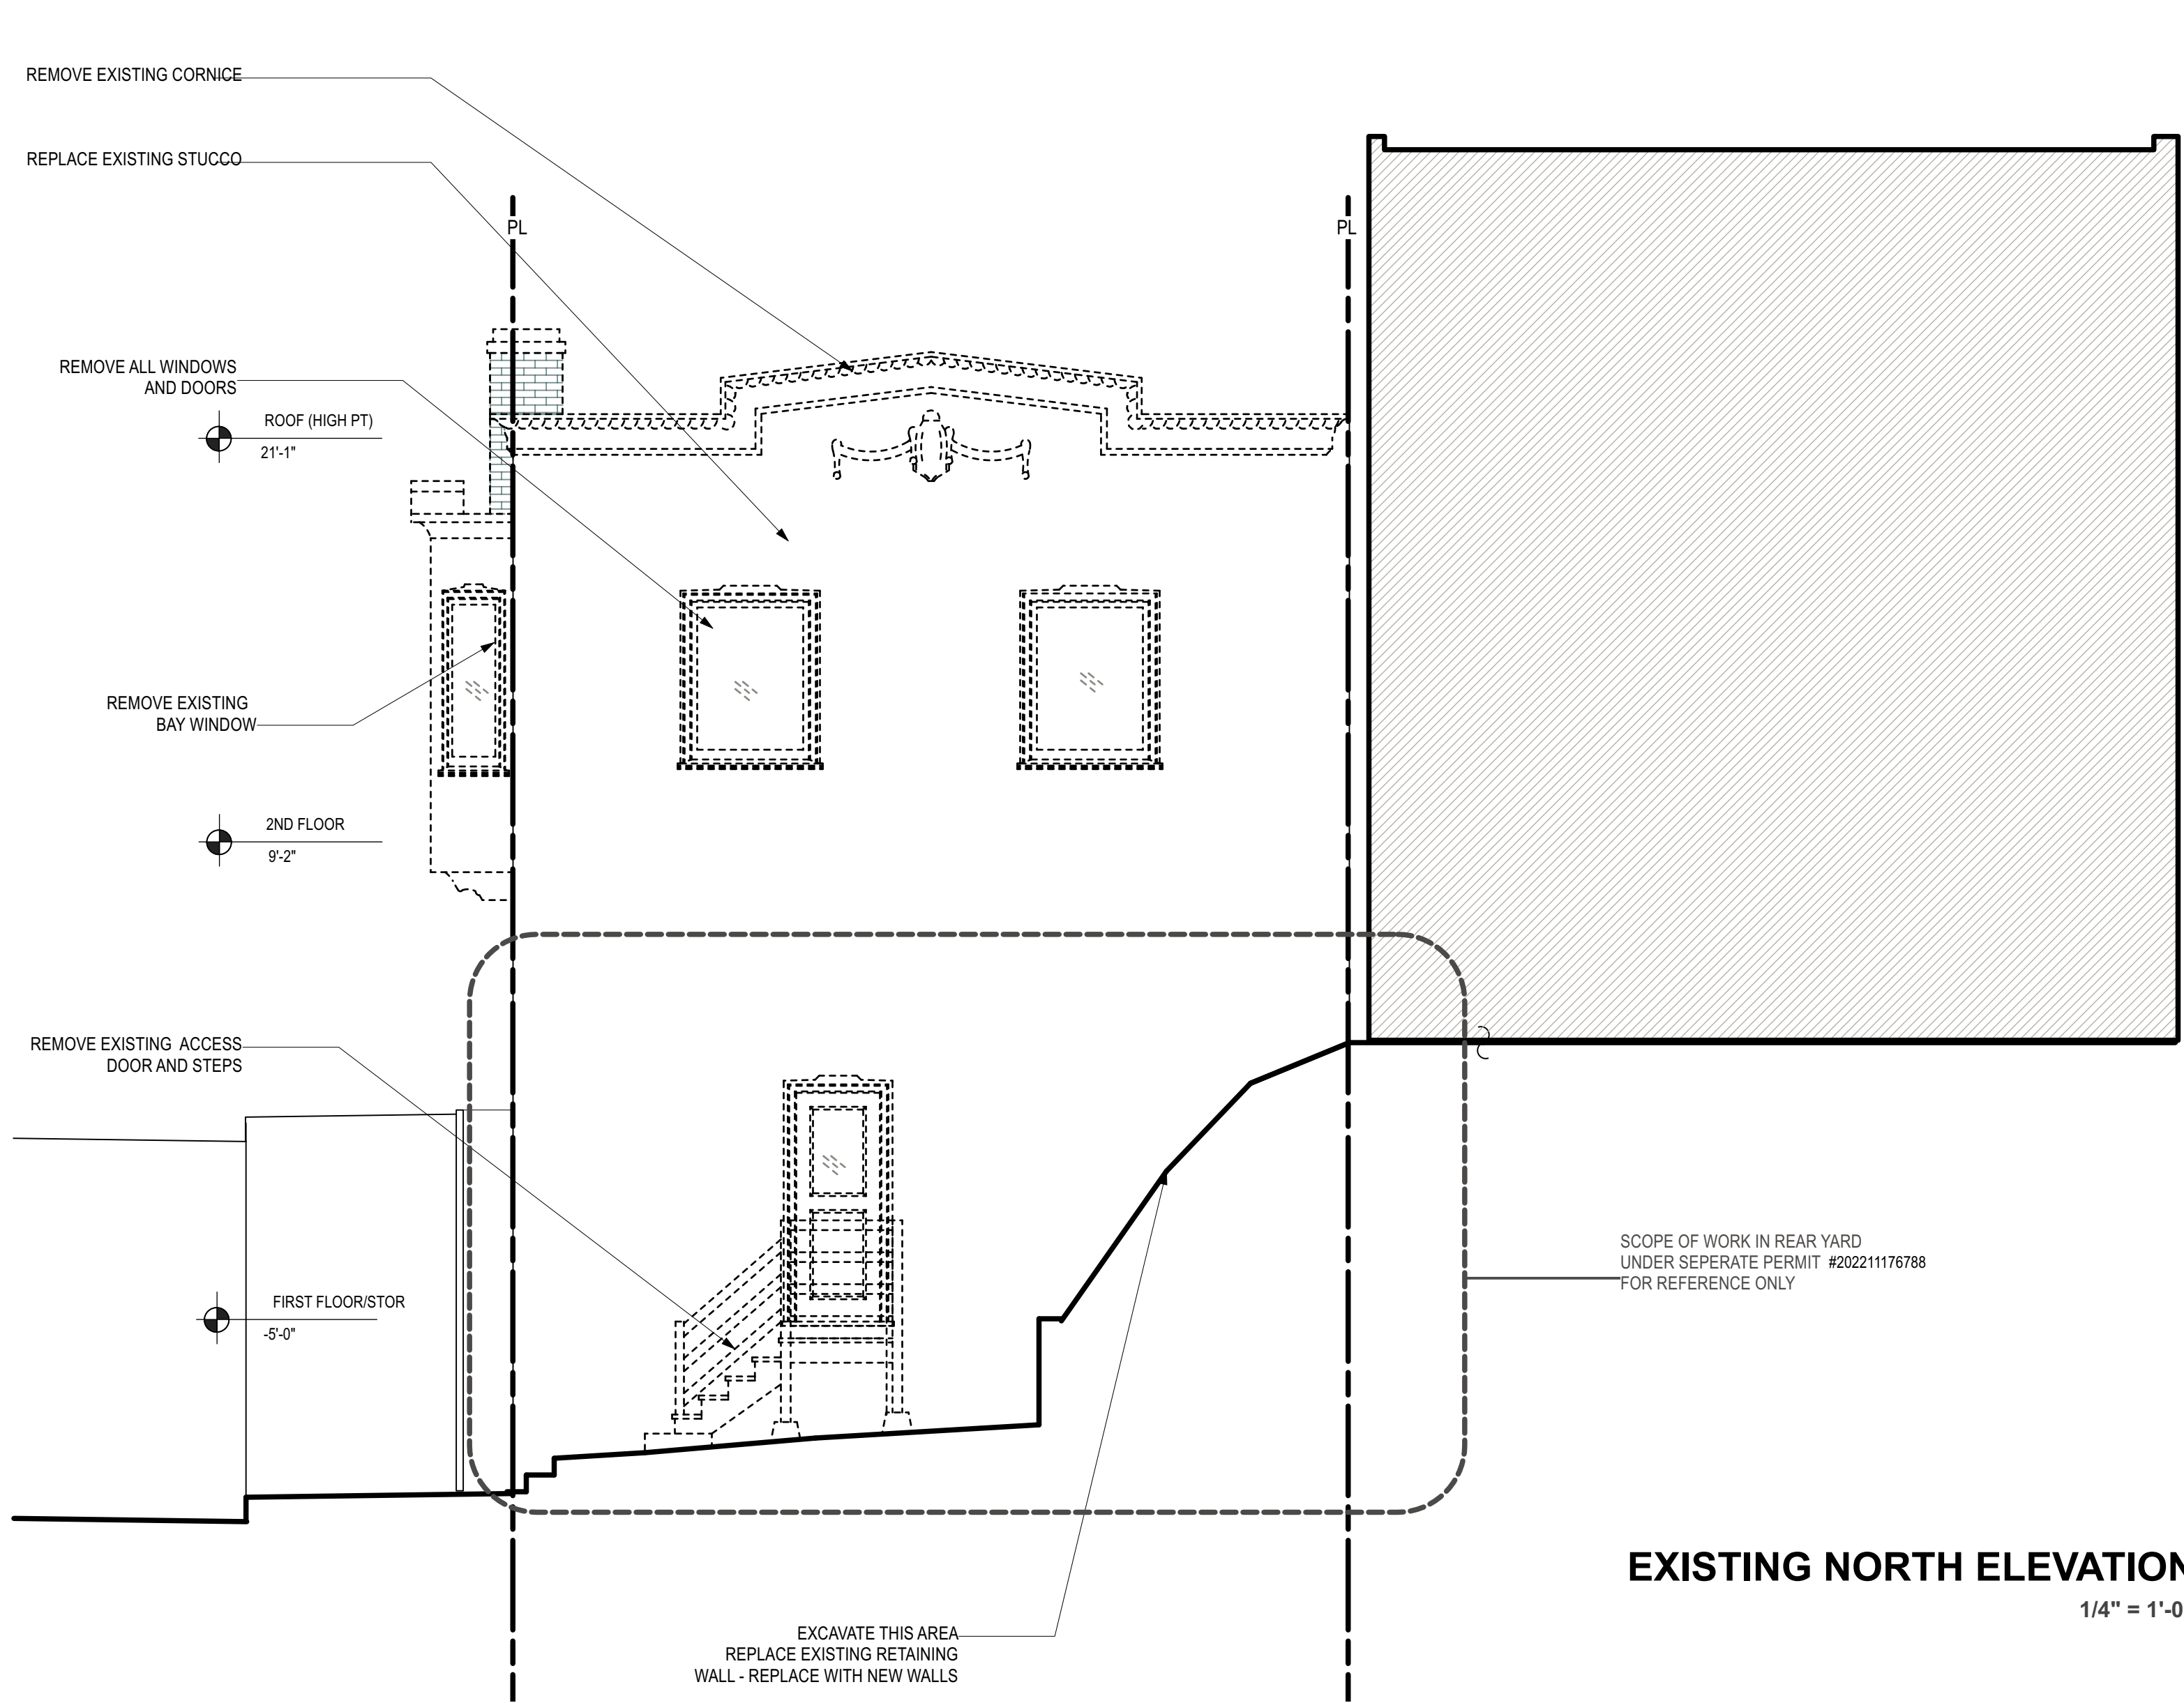 REMOVE EXISTING CORNICE
REPLACE EXISTING STUCCO
PL
PL
REMOVE ALL WINDOWS
AND DOORS
ROOF (HIGH PT)
21'-1"
REMOVE EXISTING
BAY WINDOW
2ND FLOOR
9'-2"
REMOVE EXISTING ACCESS
DOOR AND STEPS
SCOPE OF WORK IN REAR YARD
UNDER SEPERATE PERMIT #202211176788
FOR REFERENCE ONLY
FIRST FLOOR/STOR
-5'-0"
EXISTING NORTH ELEVATION
1/4" = 1'-0
EXCAVATE THIS AREA
REPLACE EXISTING RETAINING
WALL - REPLACE WITH NEW WALLS